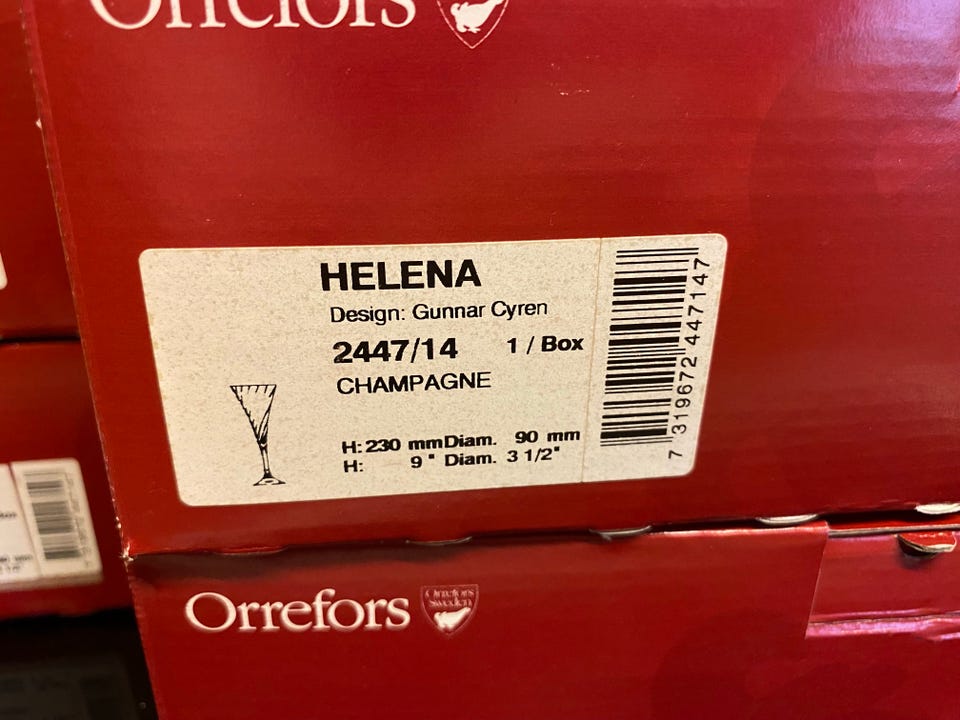 Orrefors
HELENA
Design: Gunnar Cyren
2447/14 1 / Box
CHAMPAGNE
H: 230 mm Diam. 90 mm
H: 9" Diam. 3 1/2"
7 319672 447147
Orrefors
Orrefors
Sweden